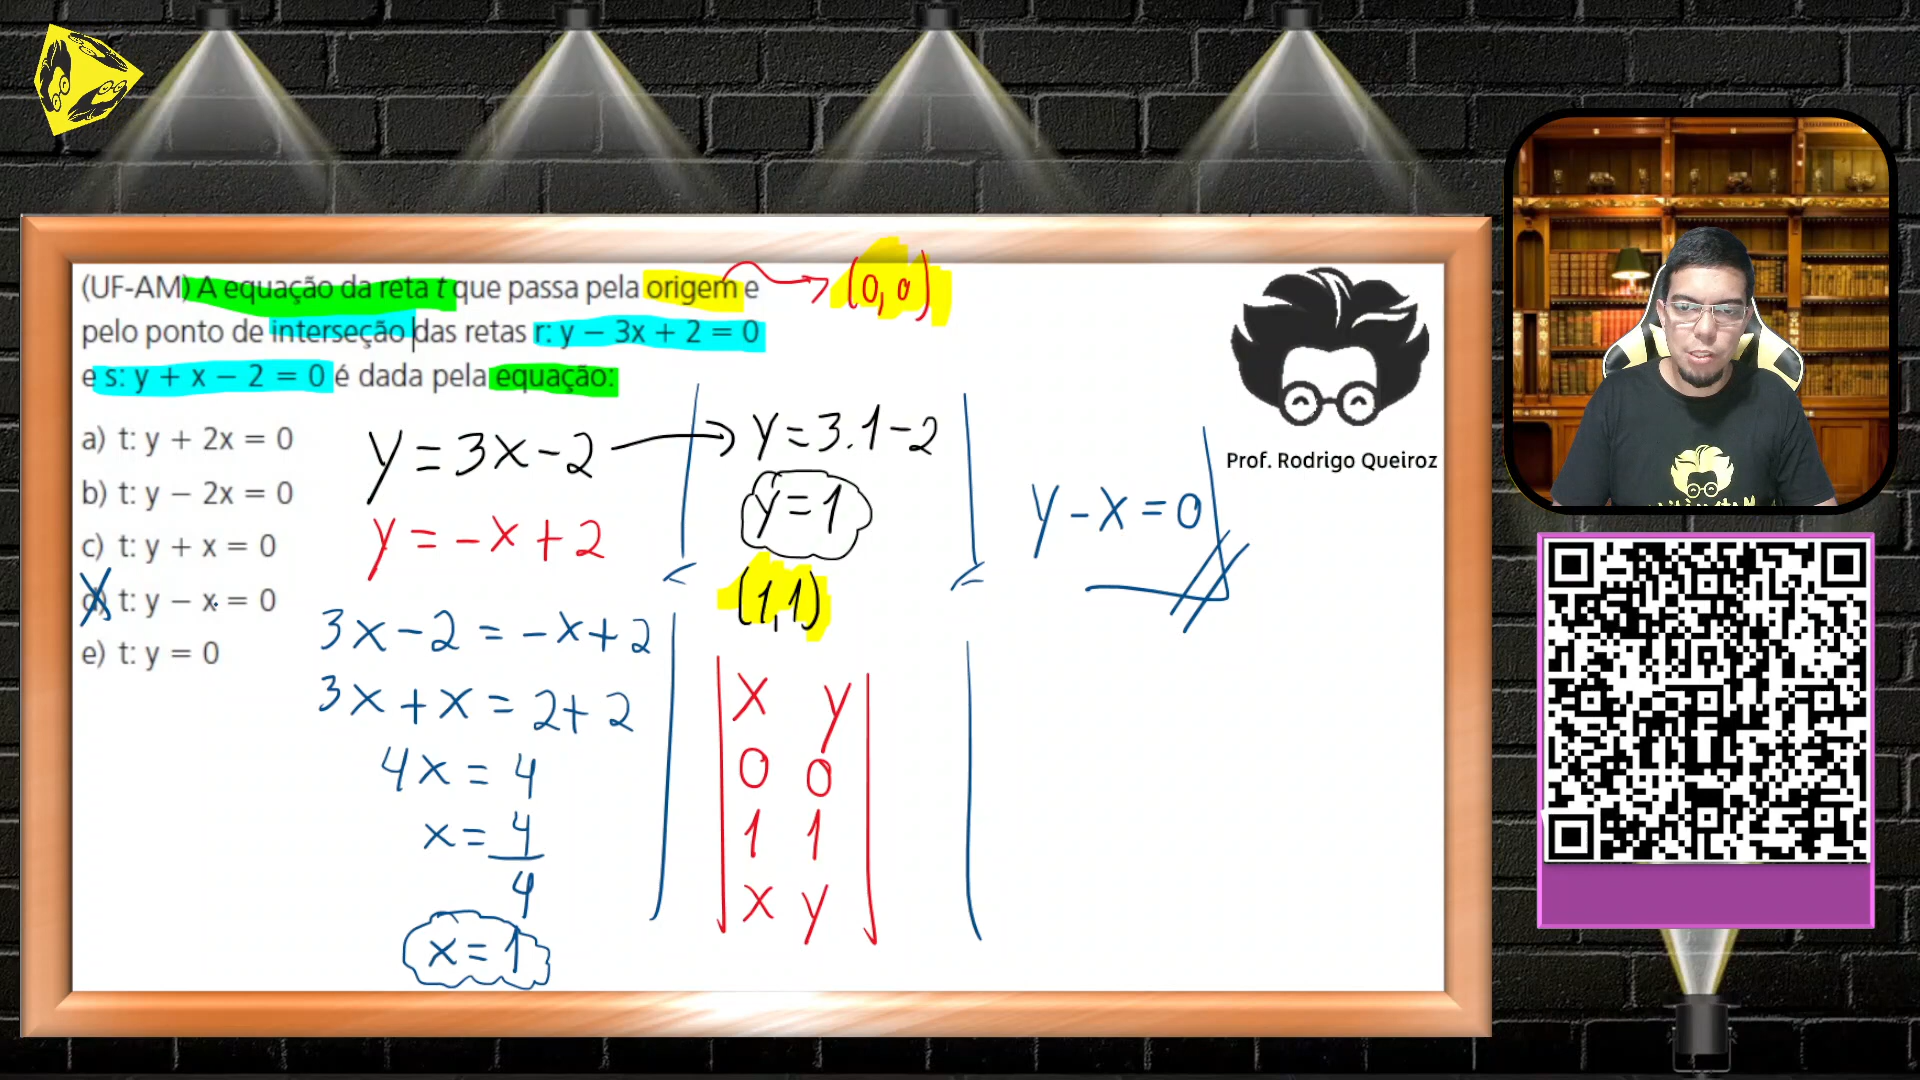 (UF-AM) A equação da reta t que passa pela origem e → (0, 0)
pelo ponto de interseção das retas r: y − 3x + 2 = 0
e s: y + x − 2 = 0 é dada pela equação:
a) t: y + 2x = 0
b) t: y − 2x = 0
c) t: y + x = 0
d) t: y − x = 0
e) t: y = 0
y = 3x − 2 → y = 3.1 − 2
y = −x + 2
3x − 2 = −x + 2
3x + x = 2 + 2
4x = 4
x = 4
4
x = 1
y = 1
(1,1)
x y
0 0
1 1
x y
y − x = 0
Prof. Rodrigo Queiroz